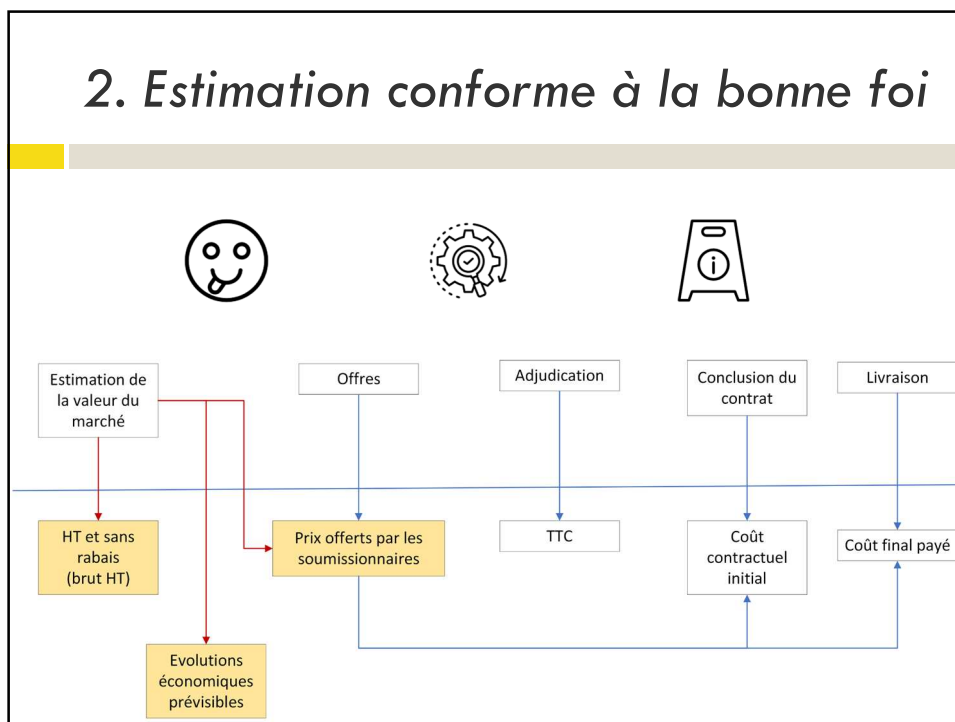 2. Estimation conforme à la bonne foi
i
Estimation de
la valeur du
marché
Offres
Adjudication
Conclusion du
contrat
Livraison
HT et sans
rabais
(brut HT)
Prix offerts par les
soumissionnaires
TTC
Coût
contractuel
initial
Coût final payé
Evolutions
économiques
prévisibles